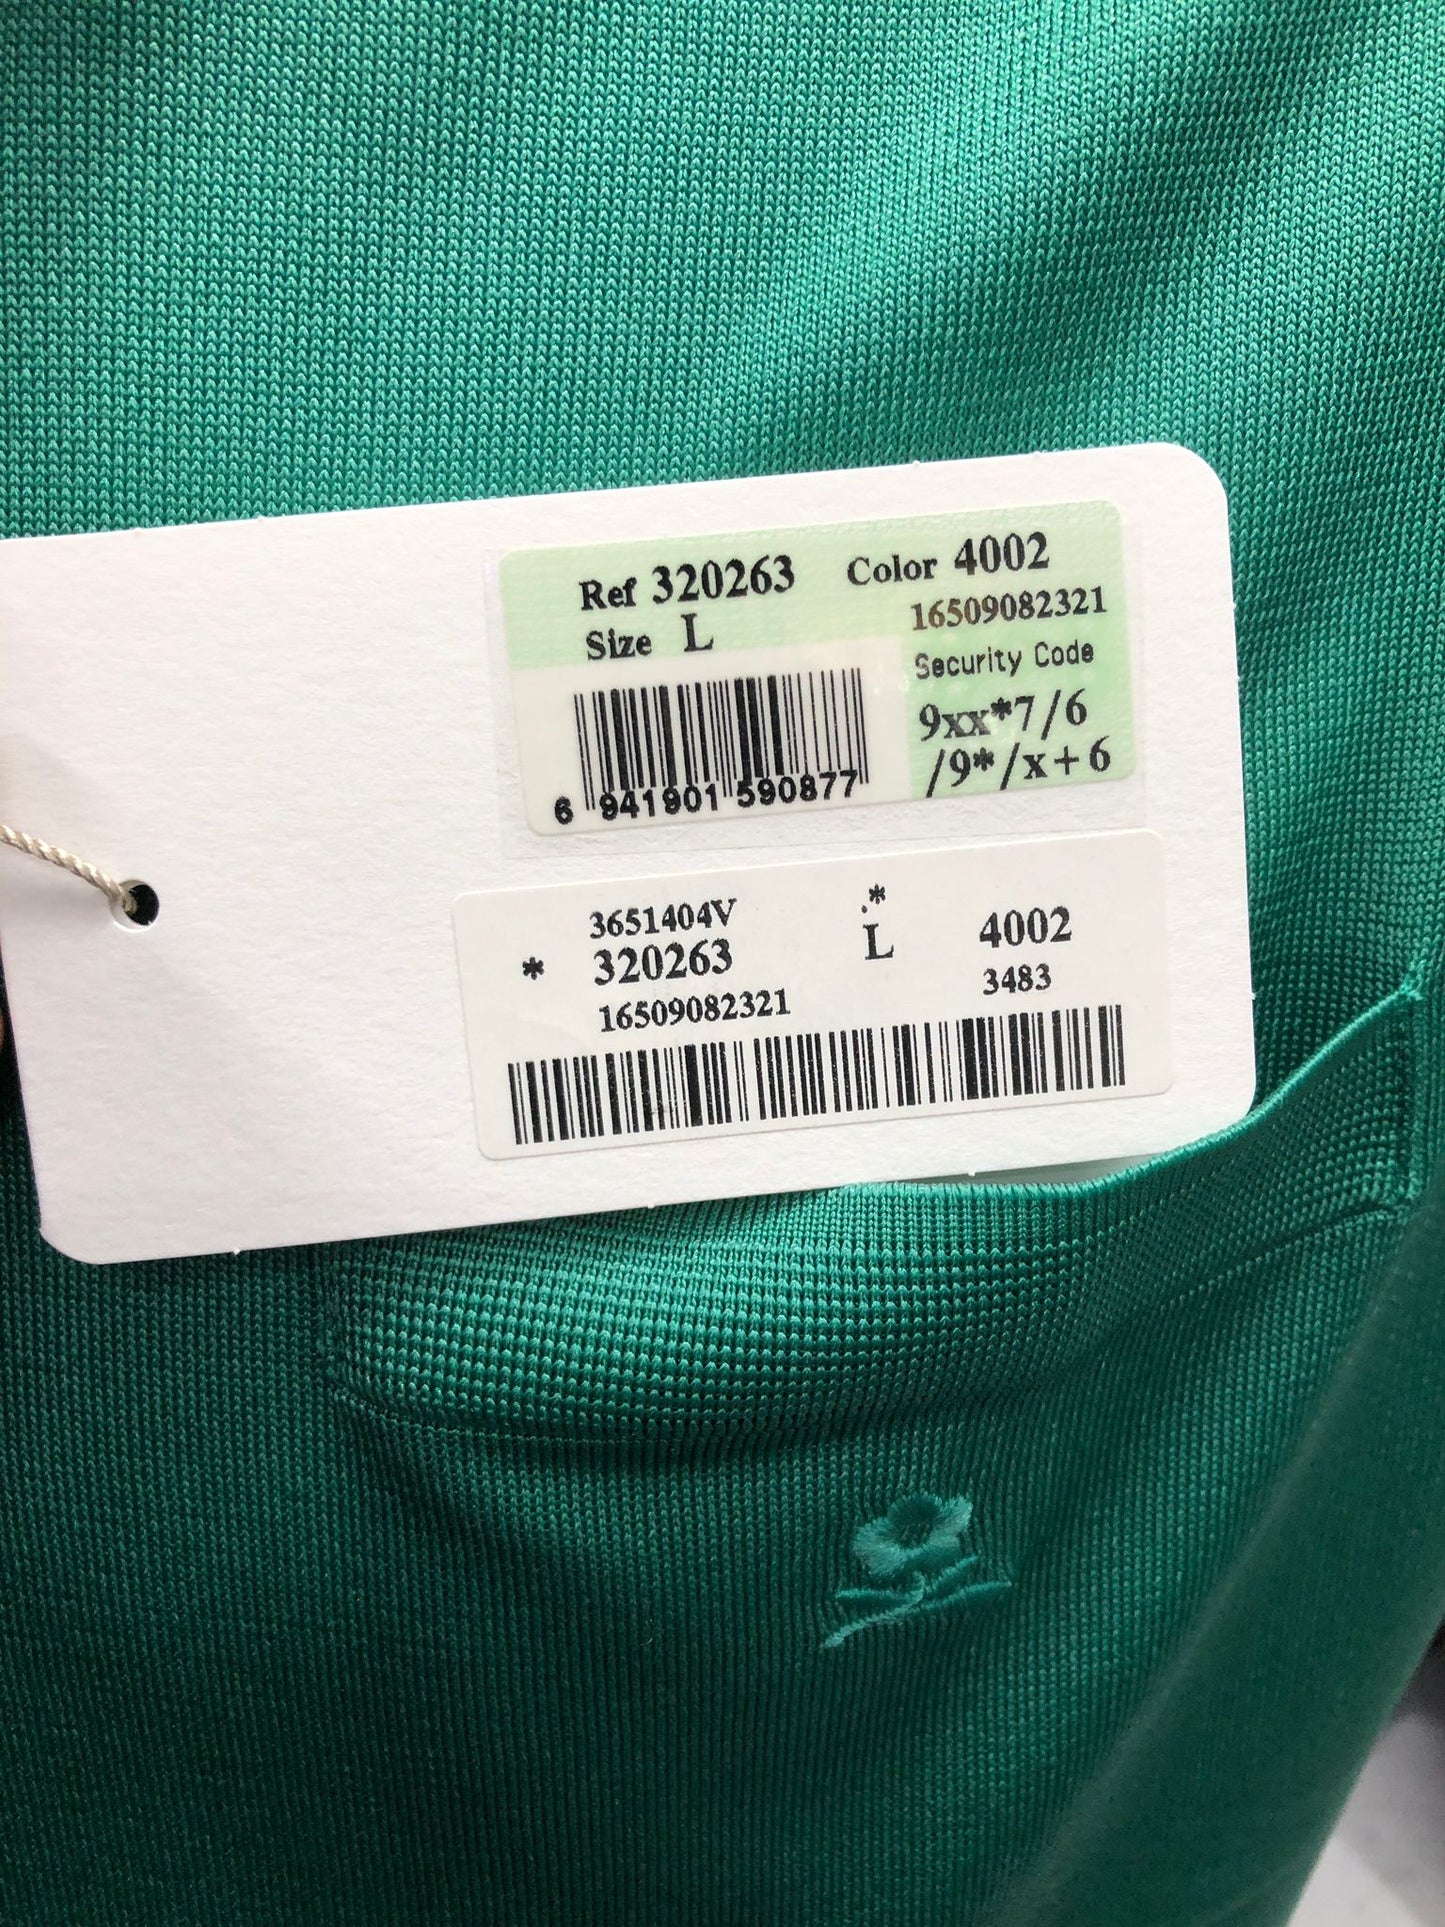 Ref 320263 Color 4002
16509082321
Size L
Security Code
9xx*7/6
/9*/x+6
6 941901 590877
3651404V * L 4002
* 320263
3483
16509082321